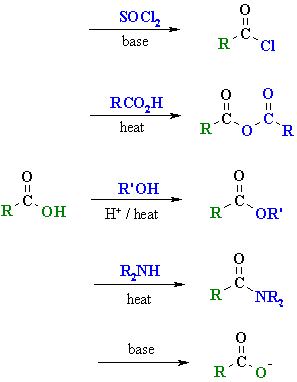 SOCl₂
base
O
C
R
Cl
RCO₂H
heat
O
O
C
C
R
O
R
O
C
R
OH
R'OH
H⁺ / heat
O
C
R
OR'
R₂NH
heat
O
C
R
NR₂
base
O
C
R
O⁻